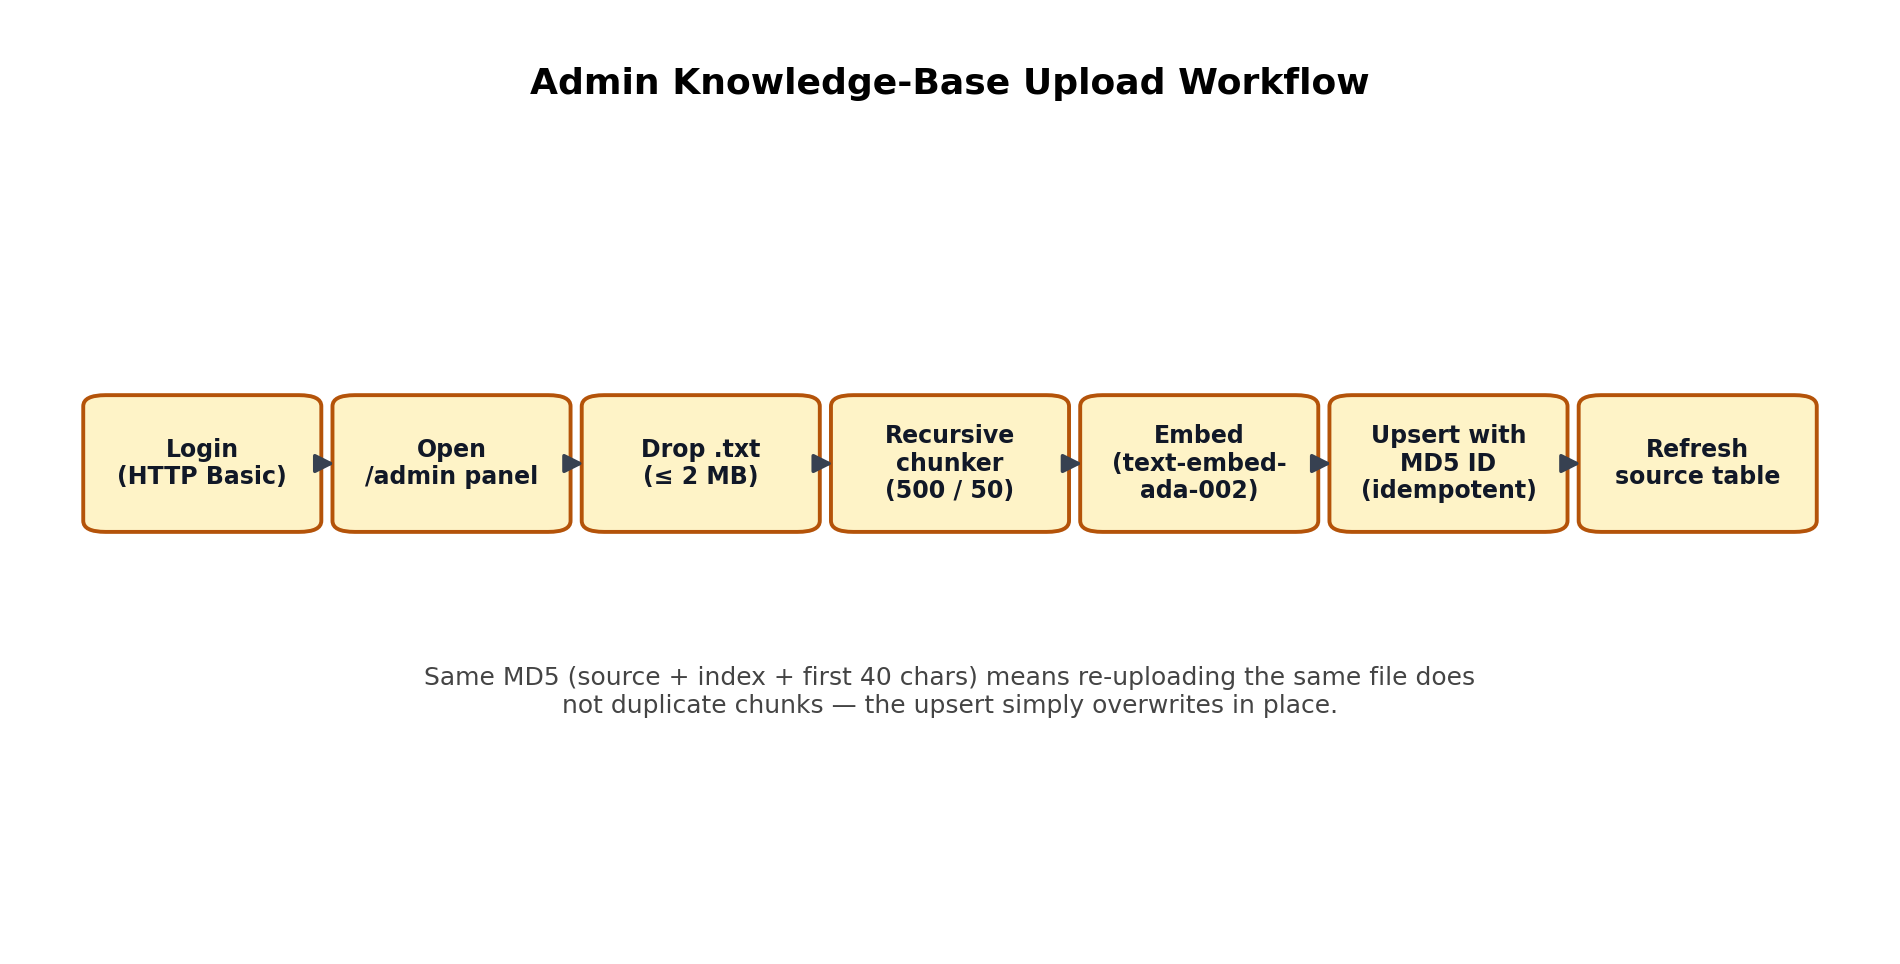 Admin Knowledge-Base Upload Workflow
Login
(HTTP Basic)
Open
/admin panel
Drop .txt
(≤ 2 MB)
Recursive
chunker
(500 / 50)
Embed
(text-embed-
ada-002)
Upsert with
MD5 ID
(idempotent)
Refresh
source table
Same MD5 (source + index + first 40 chars) means re-uploading the same file does
not duplicate chunks — the upsert simply overwrites in place.